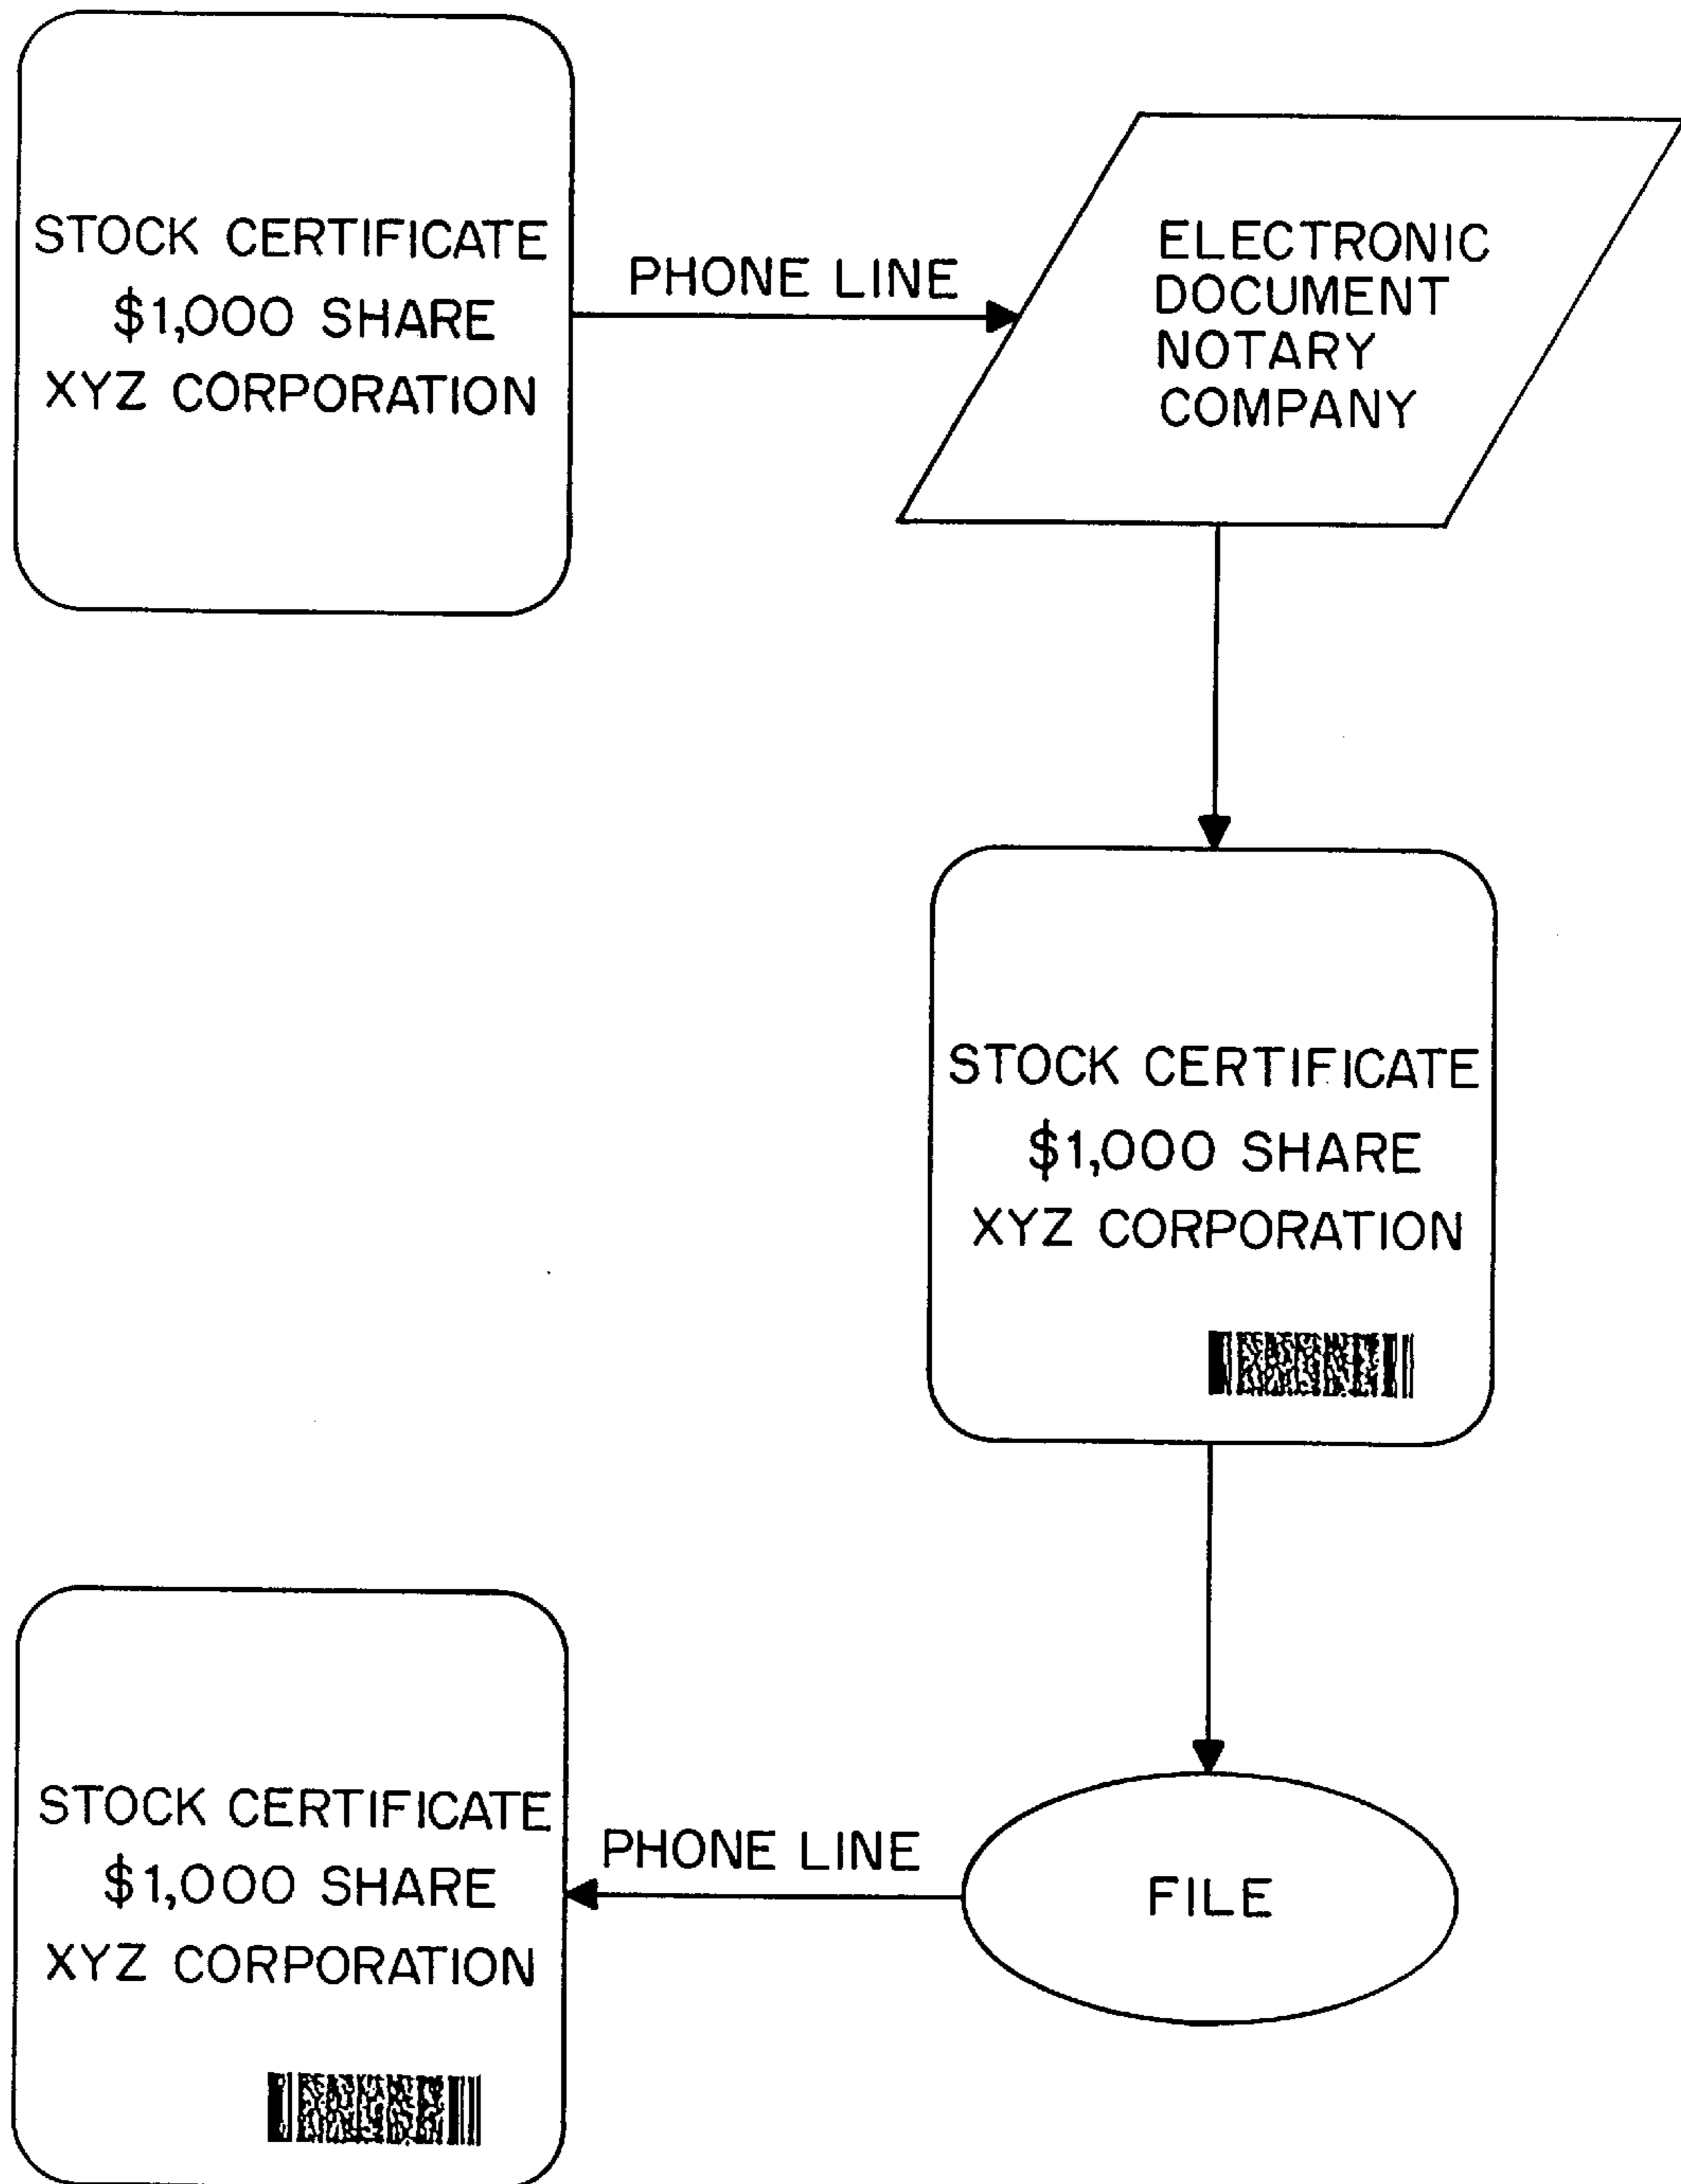 STOCK CERTIFICATE
$1,000 SHARE
XYZ CORPORATION
PHONE LINE
ELECTRONIC
DOCUMENT
NOTARY
COMPANY
STOCK CERTIFICATE
$1,000 SHARE
XYZ CORPORATION
FILE
PHONE LINE
STOCK CERTIFICATE
$1,000 SHARE
XYZ CORPORATION